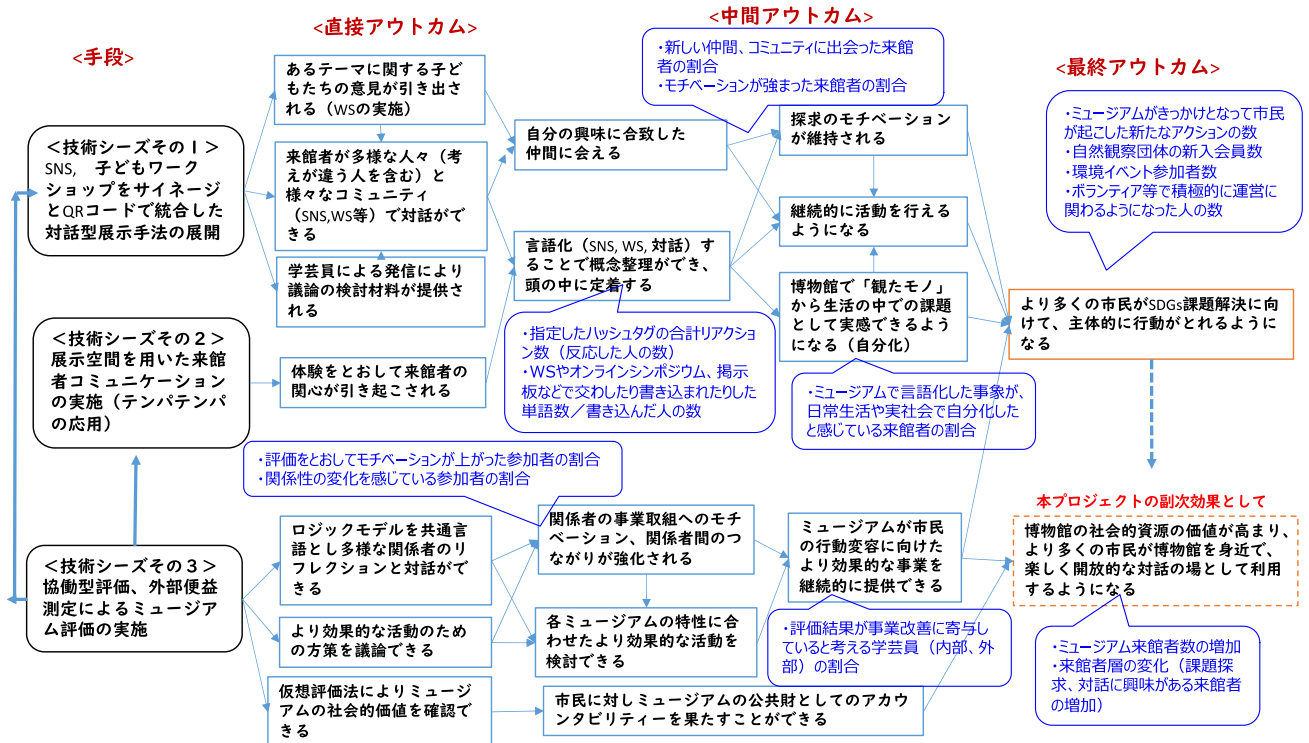 <手段>
<技術シーズその１>
SNS,　子どもワーク
ショップをサイネージ
とQRコードで統合した
対話型展示手法の展開
<技術シーズその２>
展示空間を用いた来館
者コミュニケーション
の実施（テンパテンパ
の応用）
<技術シーズその３>
協働型評価、外部便益
測定によるミュージア
ム評価の実施
<直接アウトカム>
あるテーマに関する子ど
もたちの意見が引き出さ
れる（WSの実施）
来館者が多様な人々（考
えが違う人を含む）と
様々なコミュニティ
（SNS,WS等）で対話がで
きる
学芸員による発信により
議論の検討材料が提供さ
れる
体験をとおして来館者の
関心が引き起こされる
・評価をとおしてモチベーションが上がった参加者の割合
・関係性の変化を感じている参加者の割合
ロジックモデルを共通言
語とし多様な関係者のリ
フレクションと対話がで
きる
より効果的な活動のため
の方策を議論できる
仮想評価法によりミュージ
アムの社会的価値を確認で
きる
<中間アウトカム>
・新しい仲間、コミュニティに出会った来館
者の割合
・モチベーションが強まった来館者の割合
自分の興味に合致した
仲間に会える
言語化（SNS, WS, 対話）す
ることで概念整理ができ、
頭の中に定着する
・指定したハッシュタグの合計リアクショ
ン数（反応した人の数）
・WSやオンラインシンポジウム、掲示
板などで交わしたり書き込まれたりした
単語数／書き込んだ人の数
探求のモチベーション
が維持される
継続的に活動を行える
ようになる
博物館で「観たモノ」
から生活の中での課題
として実感できるよう
になる（自分化）
・ミュージアムで言語化した事象が、
日常生活や実社会で自分化した
と感じている来館者の割合
関係者の事業取組へのモチ
ベーション、関係者間のつ
ながりが強化される
各ミュージアムの特性に合
わせたより効果的な活動を
検討できる
ミュージアムが市民
の行動変容に向けた
より効果的な事業を
継続的に提供できる
・評価結果が事業改善に寄与し
ていると考える学芸員（内部、外
部）の割合
市民に対しミュージアムの公共財としてのアカウ
ンタビリティーを果たすことができる
<最終アウトカム>
・ミュージアムがきっかけとなって市民
が起こした新たなアクションの数
・自然観察団体の新入会員数
・環境イベント参加者数
・ボランティア等で積極的に運営に
関わるようになった人の数
より多くの市民がSDGs課題解決に向
けて、主体的に行動がとれるように
なる
本プロジェクトの副次効果として
博物館の社会的資源の価値が高まり、
より多くの市民が博物館を身近で、
楽しく開放的な対話の場として利用
するようになる
・ミュージアム来館者数の増加
・来館者層の変化（課題探
求、対話に興味がある来館者
の増加）